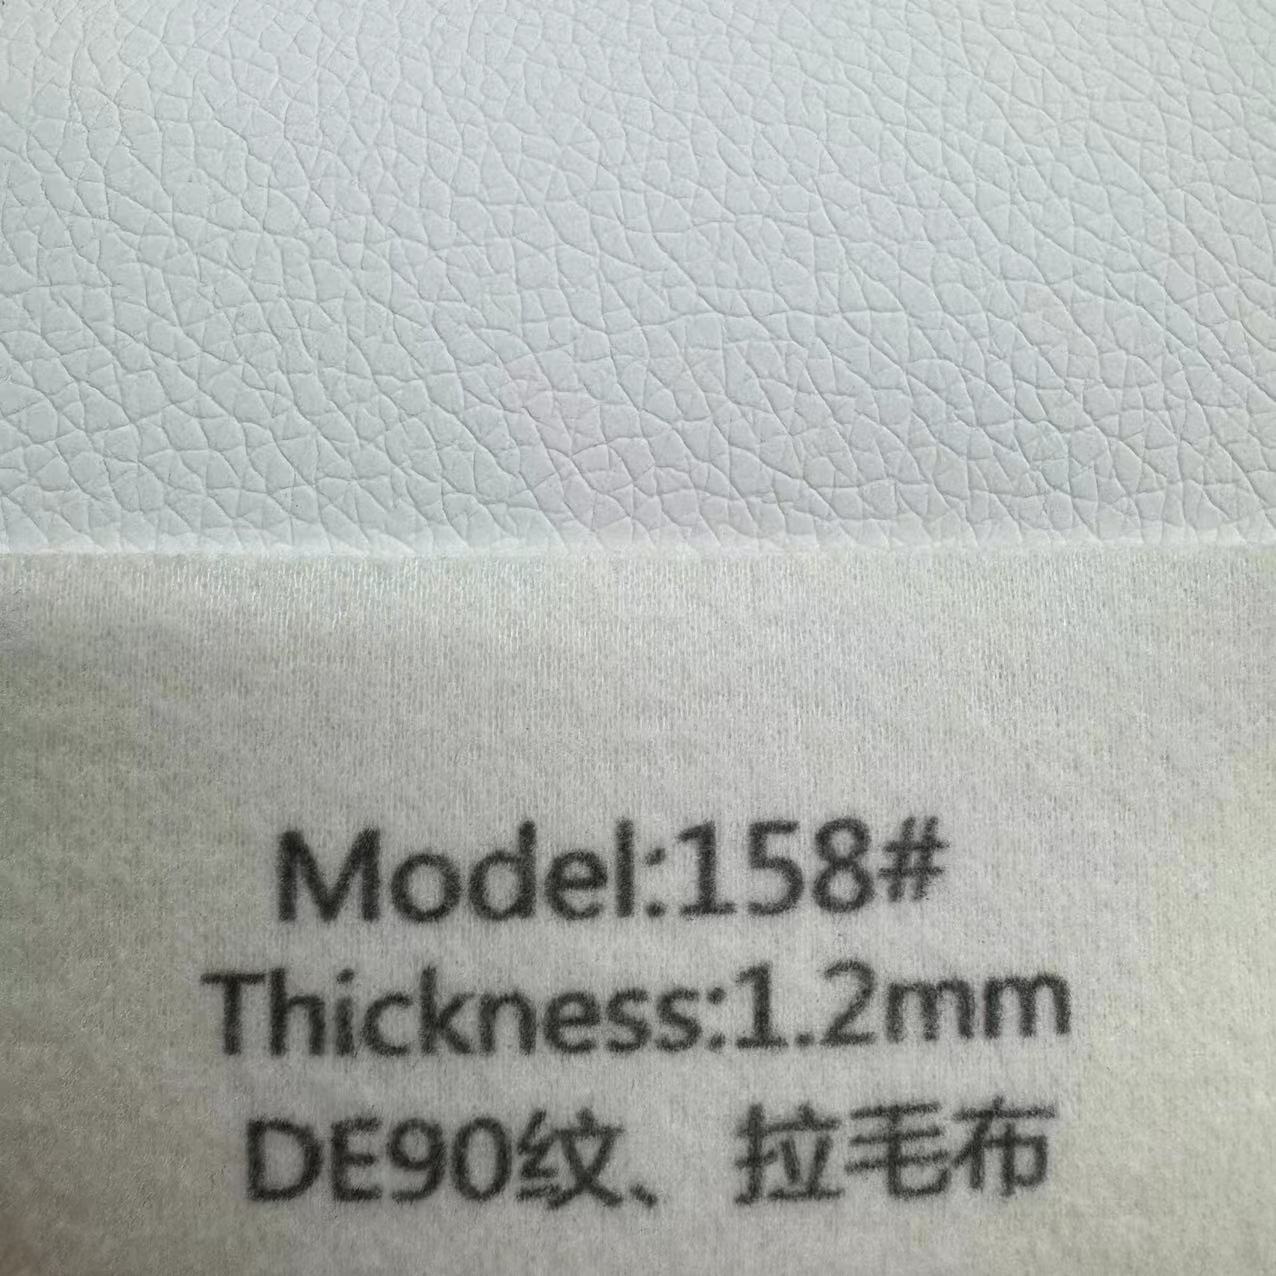 Model:158#
Thickness:1.2mm
DE90纹、拉毛布